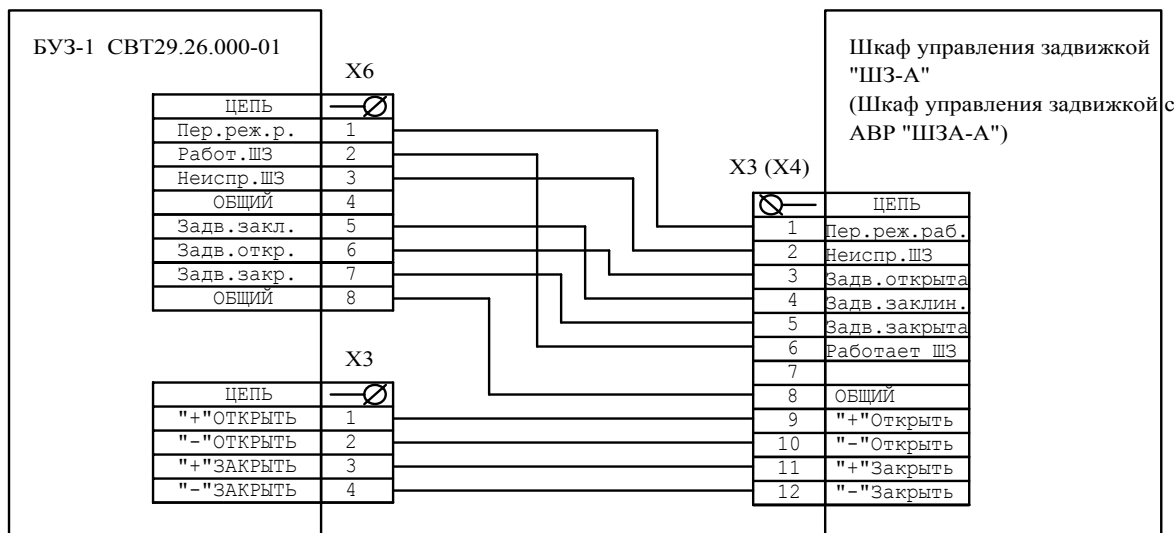 БУЗ-1 СВТ29.26.000-01
X6
ЦЕПЬ
Пер.реж.р. 1
Работ.ШЗ 2
Неиспр.ШЗ 3
ОБЩИЙ 4
Задв.закл. 5
Задв.откр. 6
Задв.закр. 7
ОБЩИЙ 8
X3
ЦЕПЬ
"+"ОТКРЫТЬ 1
"-"ОТКРЫТЬ 2
"+"ЗАКРЫТЬ 3
"-"ЗАКРЫТЬ 4
Шкаф управления задвижкой
"ШЗ-А"
(Шкаф управления задвижкой с
АВР "ШЗА-А")
X3 (X4)
ЦЕПЬ
1 Пер.реж.раб.
2 Неиспр.ШЗ
3 Задв.открыта
4 Задв.заклин.
5 Задв.закрыта
6 Работает ШЗ
7
8 ОБЩИЙ
9 "+"Открыть
10 "-"Открыть
11 "+"Закрыть
12 "-"Закрыть